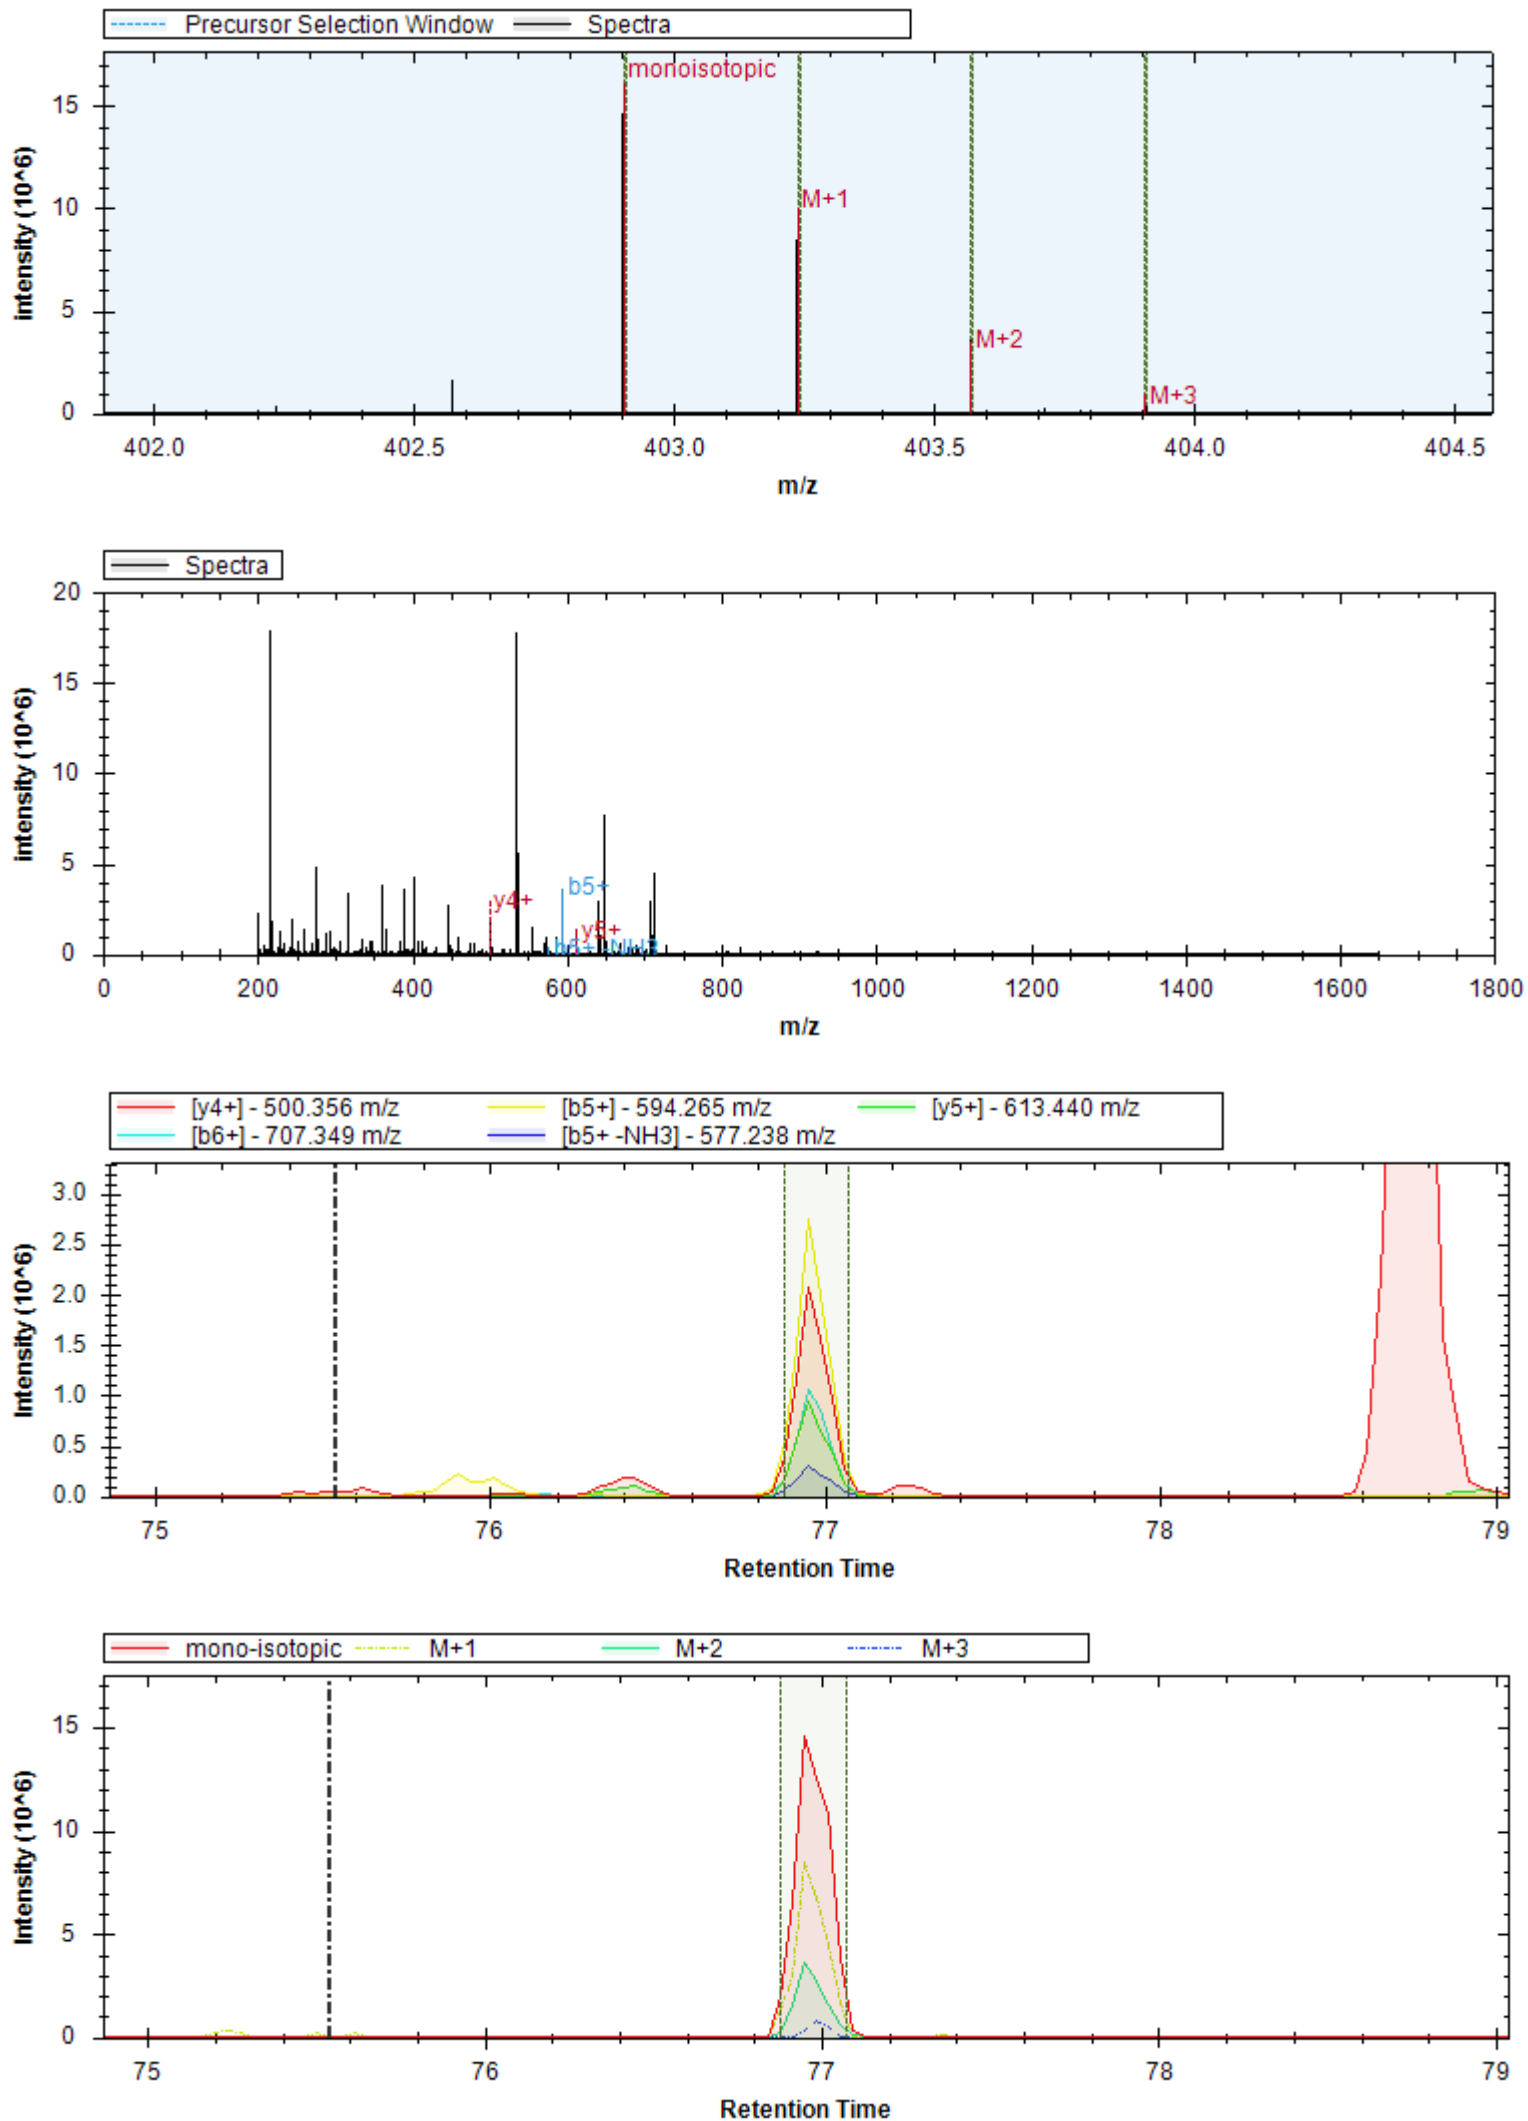 Precursor Selection Window Spectra
intensity (10^6)
monoisotopic
15
M+1
10
5
M+2
M+3
0
402.0 402.5 403.0 403.5 404.0 404.5
m/z
Spectra
intensity (10^6)
20
15
10
5
b5+
y4+
y5+
b5+ -NH3
0
0 200 400 600 800 1000 1200 1400 1600 1800
m/z
[y4+] - 500.356 m/z [b5+] - 594.265 m/z [y5+] - 613.440 m/z
[b6+] - 707.349 m/z [b5+ -NH3] - 577.238 m/z
Intensity (10^6)
3.0
2.5
2.0
1.5
1.0
0.5
0.0
75 76 77 78 79
Retention Time
mono-isotopic M+1 M+2 M+3
Intensity (10^6)
15
10
5
0
75 76 77 78 79
Retention Time